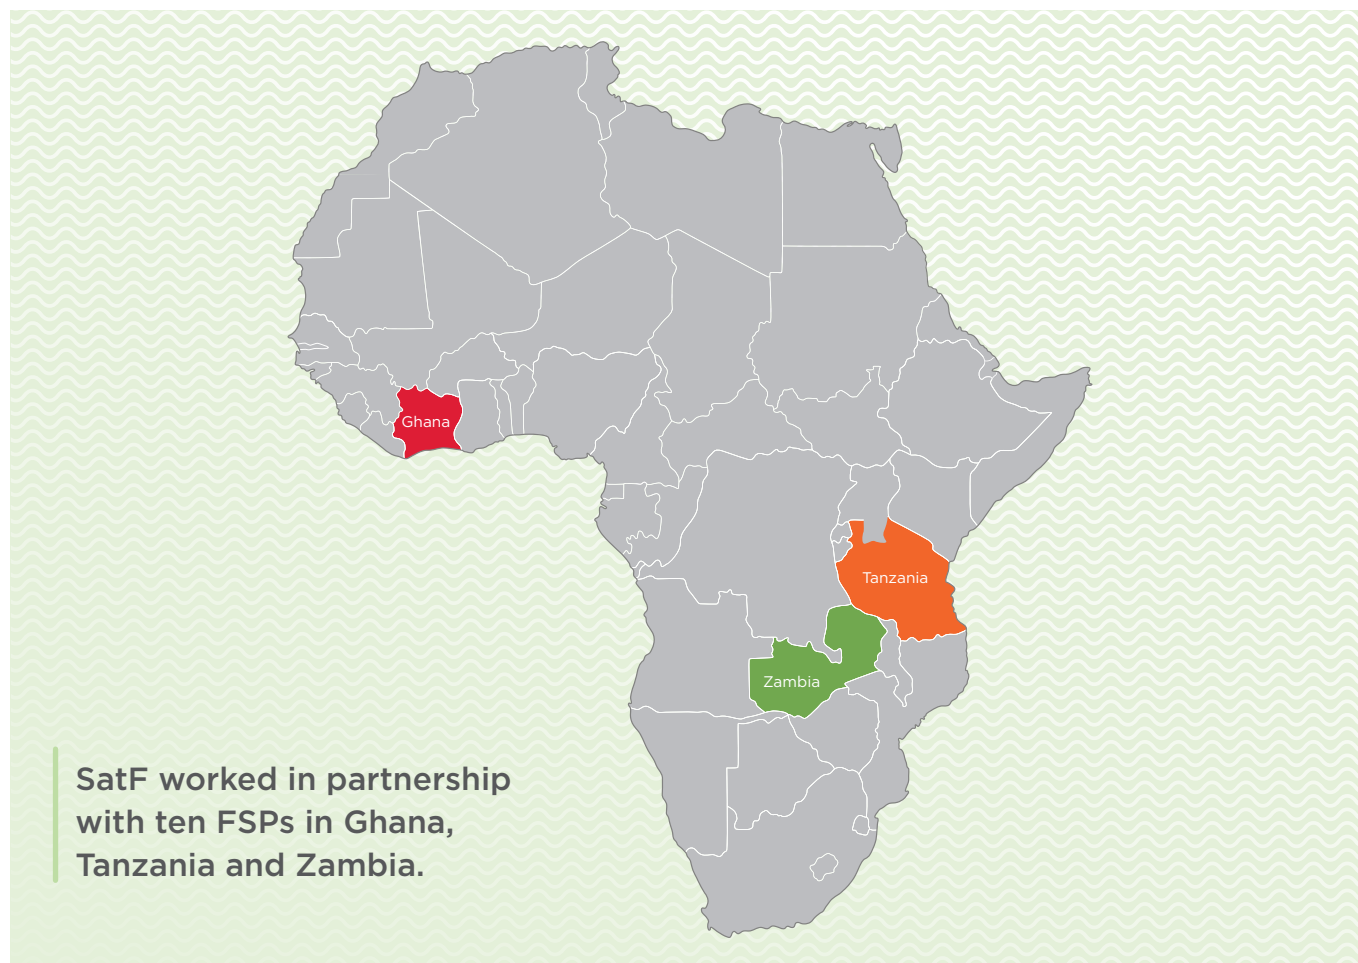 Ghana
Tanzania
Zambia
SatF worked in partnership
with ten FSPs in Ghana,
Tanzania and Zambia.